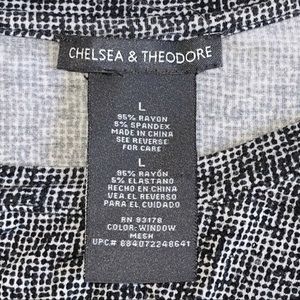 CHELSEA & THEODORE
L
95% RAYON
5% SPANDEX
MADE IN CHINA
SEE REVERSE
FOR CARE
L
95% RAYÓN
5% ELASTANO
HECHO EN CHINA
VEA EL REVERSO
PARA EL CUIDADO
RN 93178
COLOR: WINDOW
MESH
UPC# 884072248641